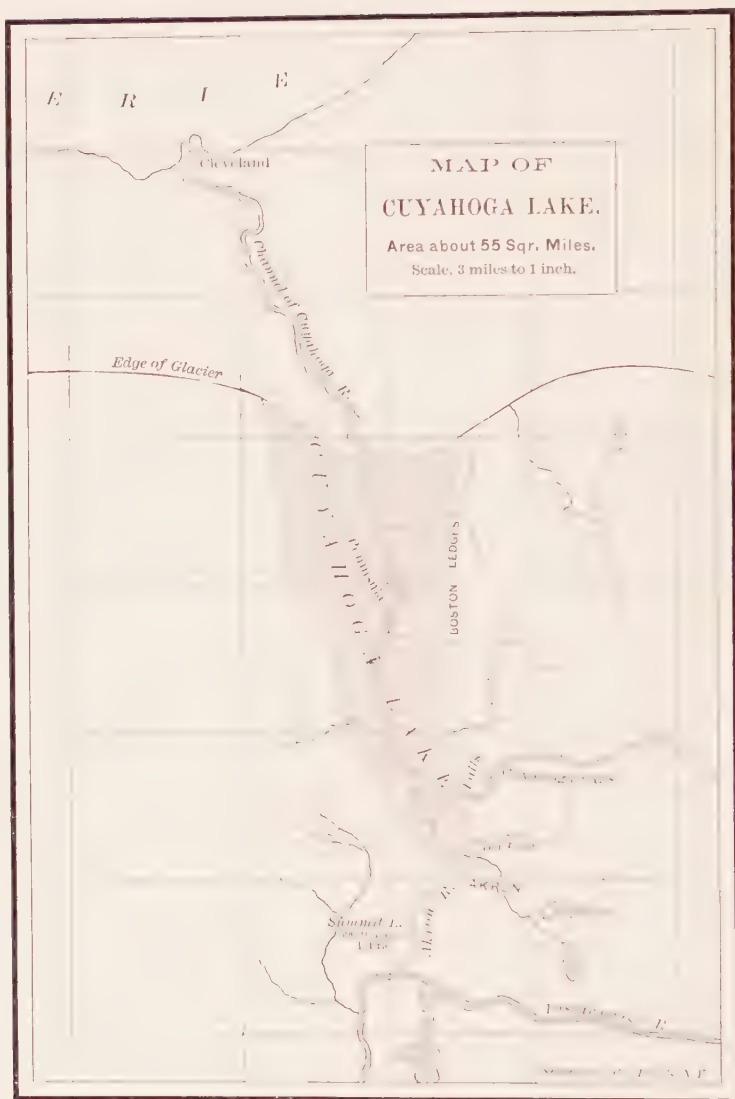 ERIE
Cleveland
MAP OF
CUYAHOGA LAKE.
Area about 55 Sqr. Miles.
Scale. 3 miles to 1 inch.
Channel of Cuyahoga R.
Edge of Glacier
Peninsula
BOSTON LEDGES
LAKE
Falls
AKRON
Akron R.
Summit L.
R